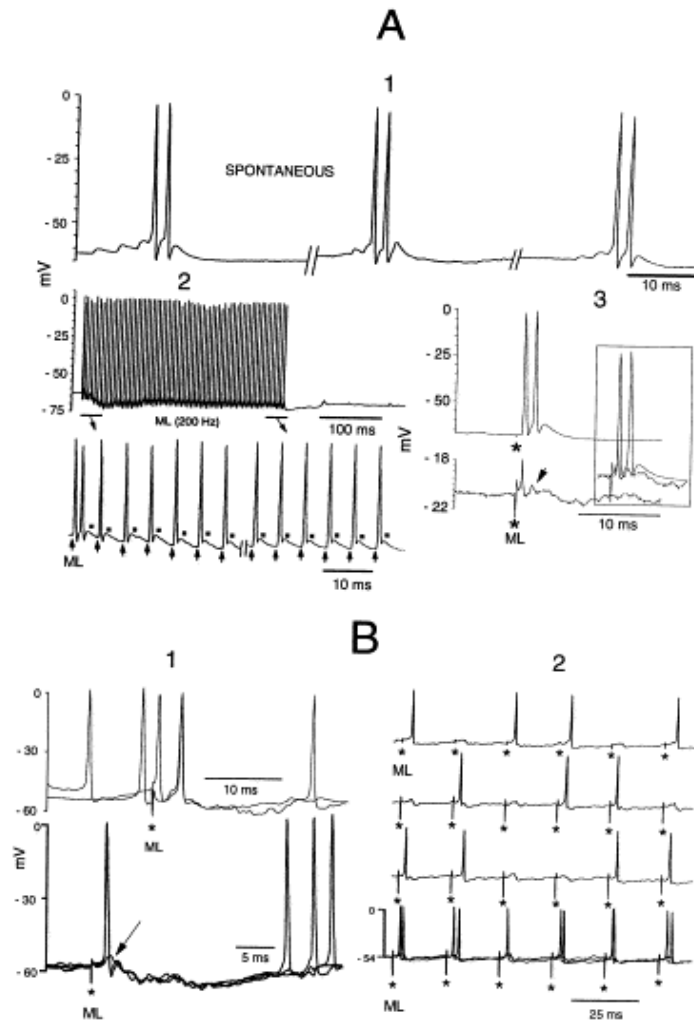 A
1
0
- 25
- 50
mV
SPONTANEOUS
10 ms
2
0
- 25
- 50
-75
ML (200 Hz)
100 ms
ML
10 ms
3
0
- 25
- 50
mV
- 18
- 22
*
*
ML
10 ms
B
1
0
-30
-60
10 ms
*
ML
0
mV
-30
-60
5 ms
*
ML
2
* * * * * *
ML
* * * * * *
* * * * * *
0
-54
* * * * * *
ML
25 ms